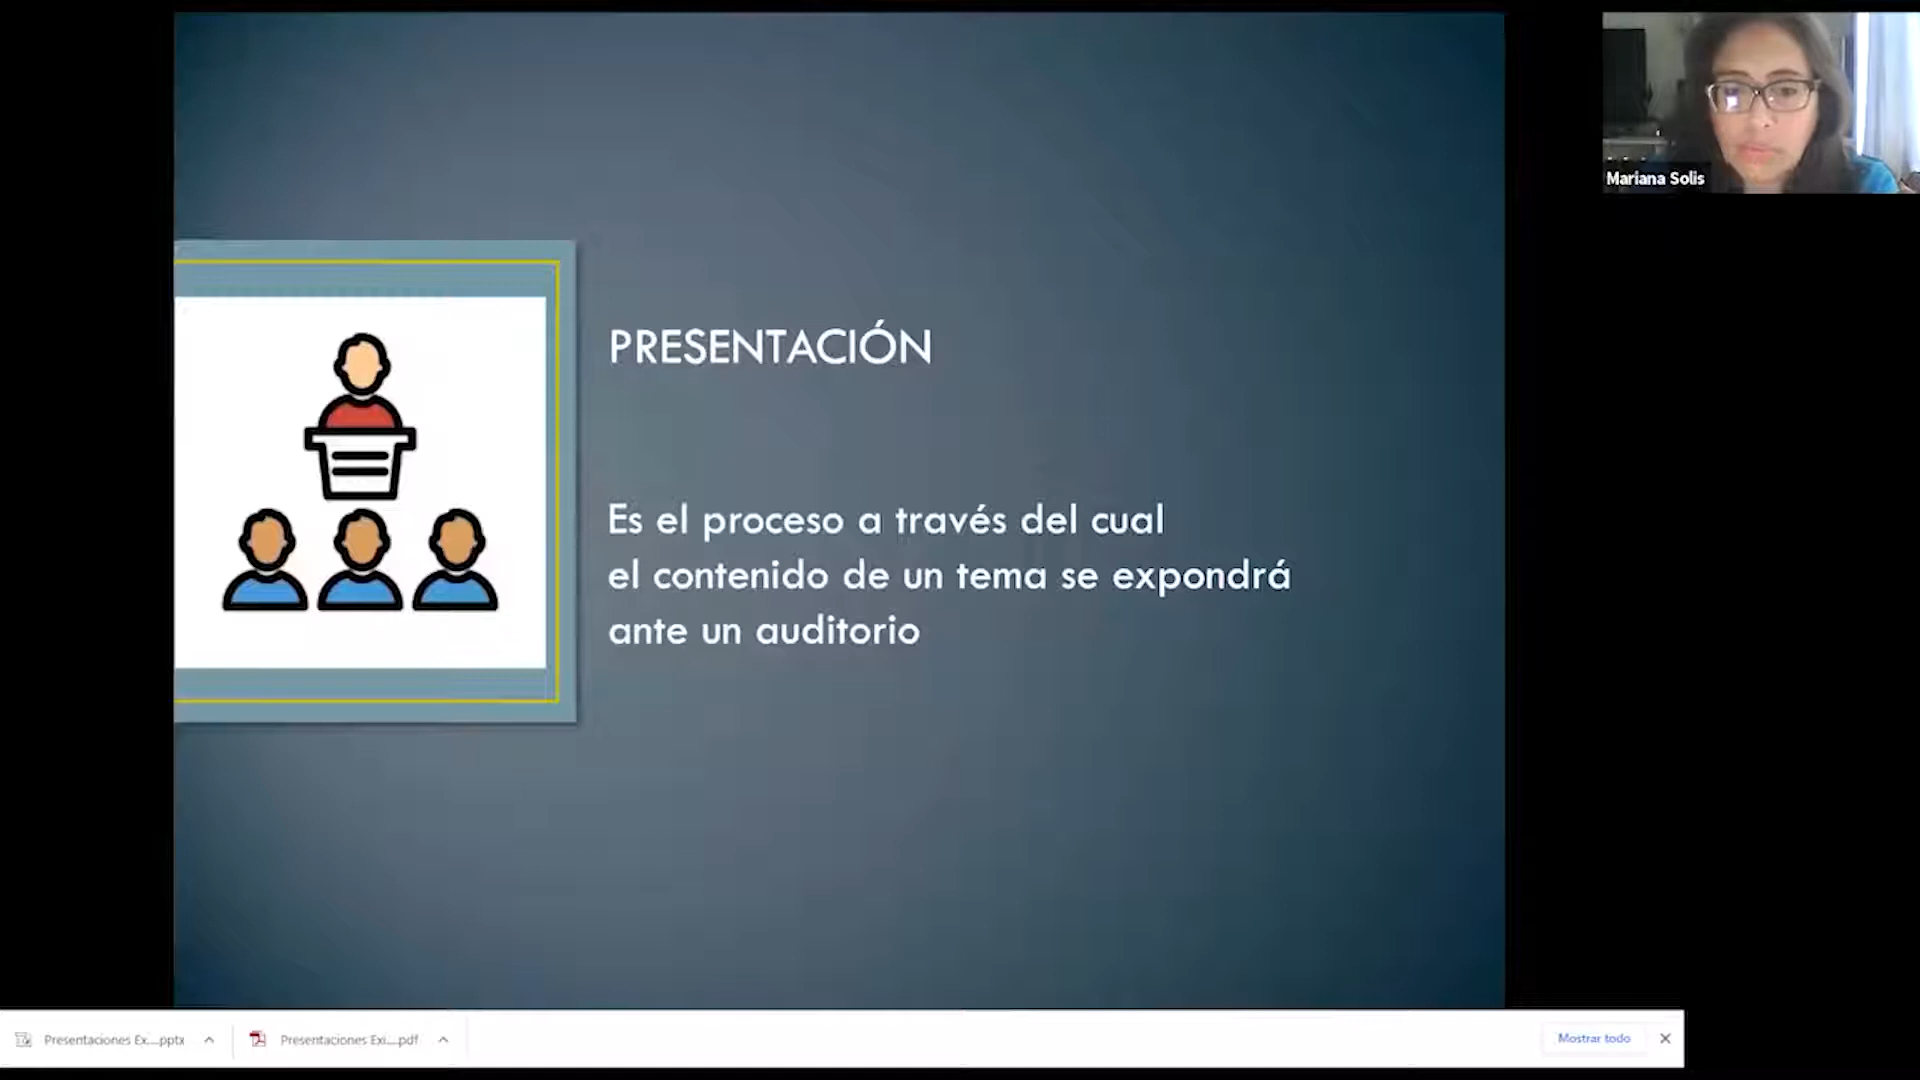 Mariana Solis
PRESENTACIÓN
Es el proceso a través del cual
el contenido de un tema se expondrá
ante un auditorio
Presentaciones Ex....pptx
Presentaciones Exi....pdf
Mostrar todo